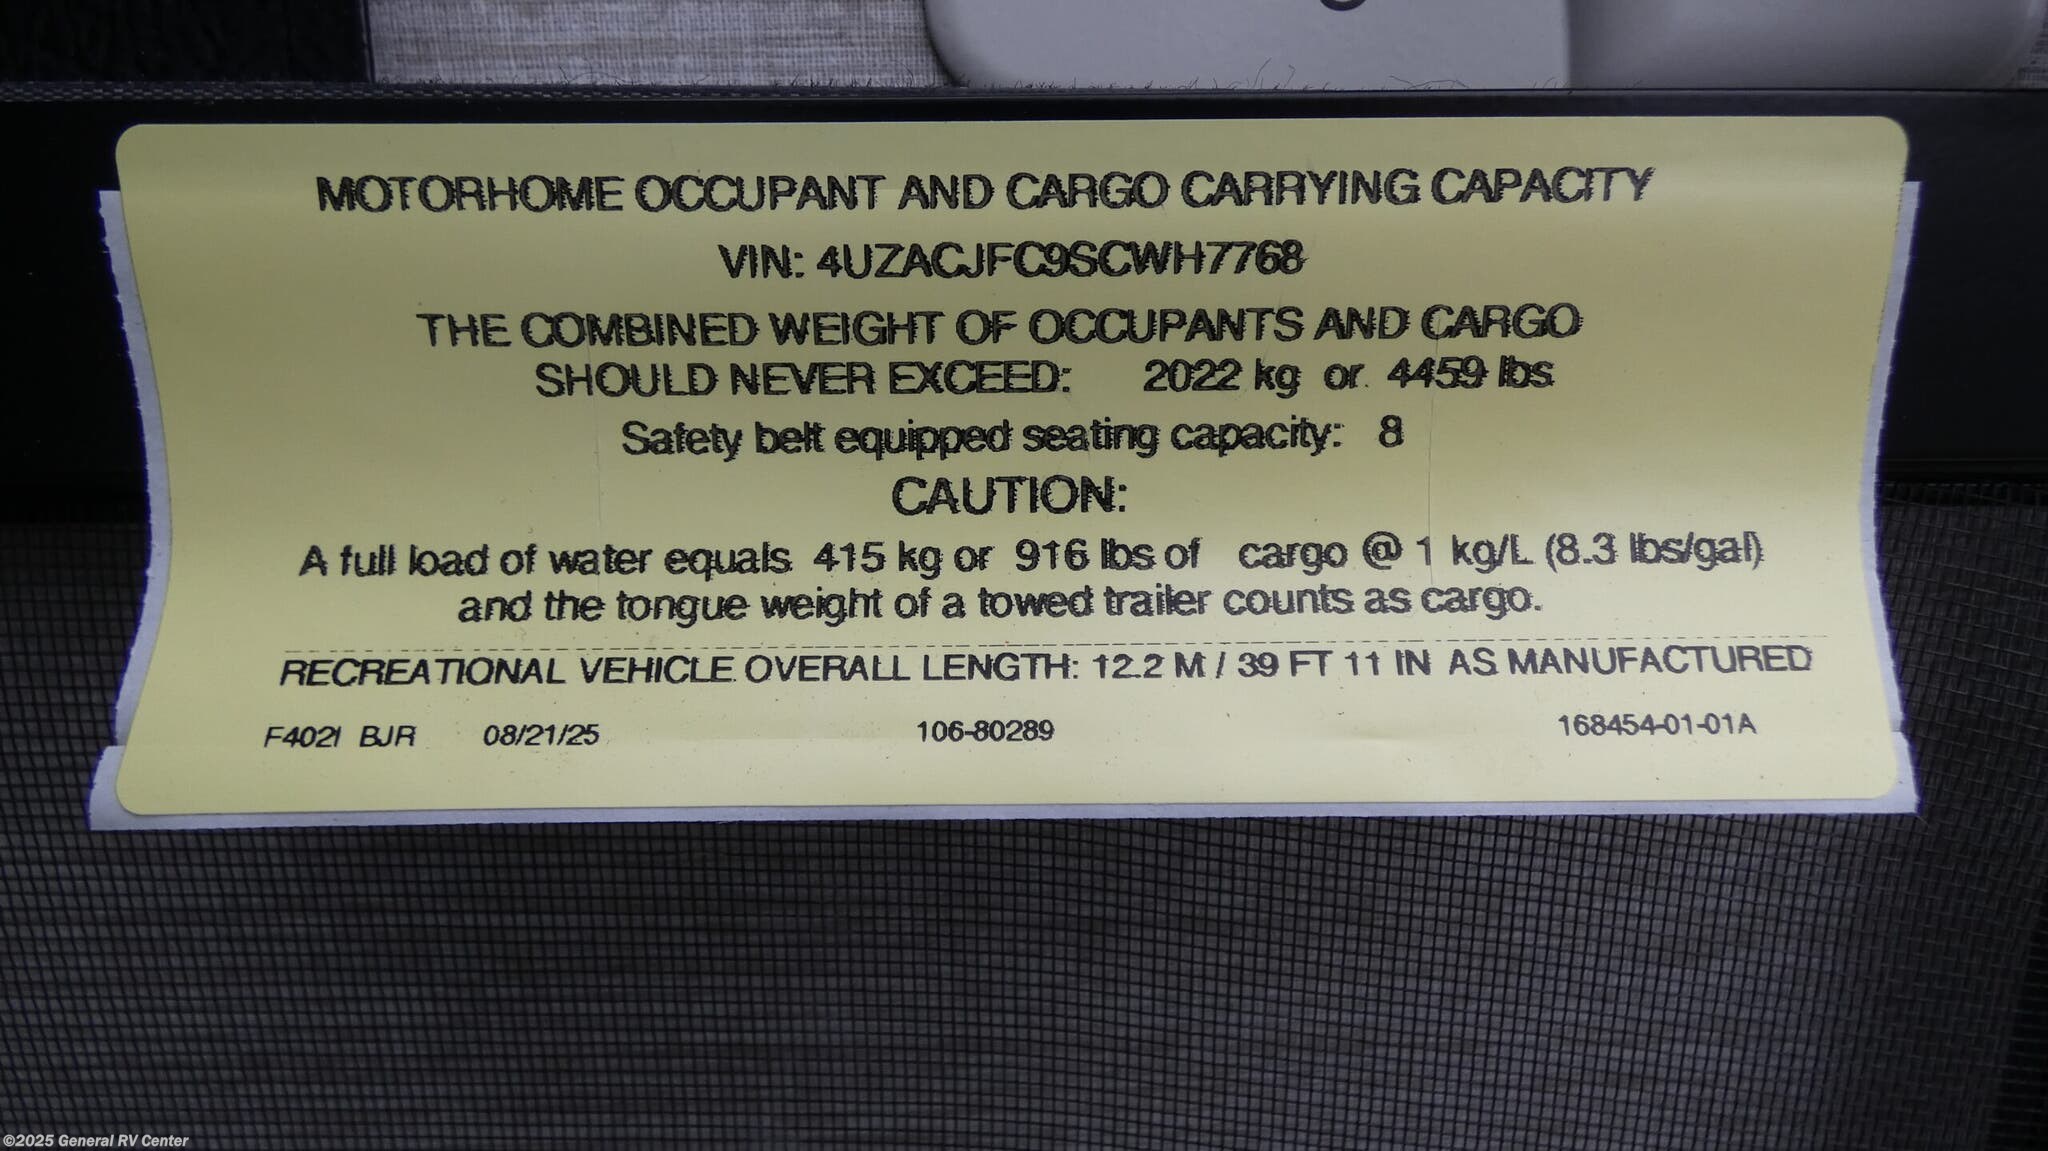 MOTORHOME OCCUPANT AND CARGO CARRYING CAPACITY
VIN: 4UZACJFC9SCWH7768
THE COMBINED WEIGHT OF OCCUPANTS AND CARGO
SHOULD NEVER EXCEED: 2022 kg or 4459 lbs
Safety belt equipped seating capacity: 8
CAUTION:
A full load of water equals 415 kg or 916 lbs of cargo @ 1 kg/L (8.3 lbs/gal)
and the tongue weight of a towed trailer counts as cargo.
RECREATIONAL VEHICLE OVERALL LENGTH: 12.2 M / 39 FT 11 IN AS MANUFACTURED
F402I BJR 08/21/25 106-80289 168454-01-01A
©2025 General RV Center